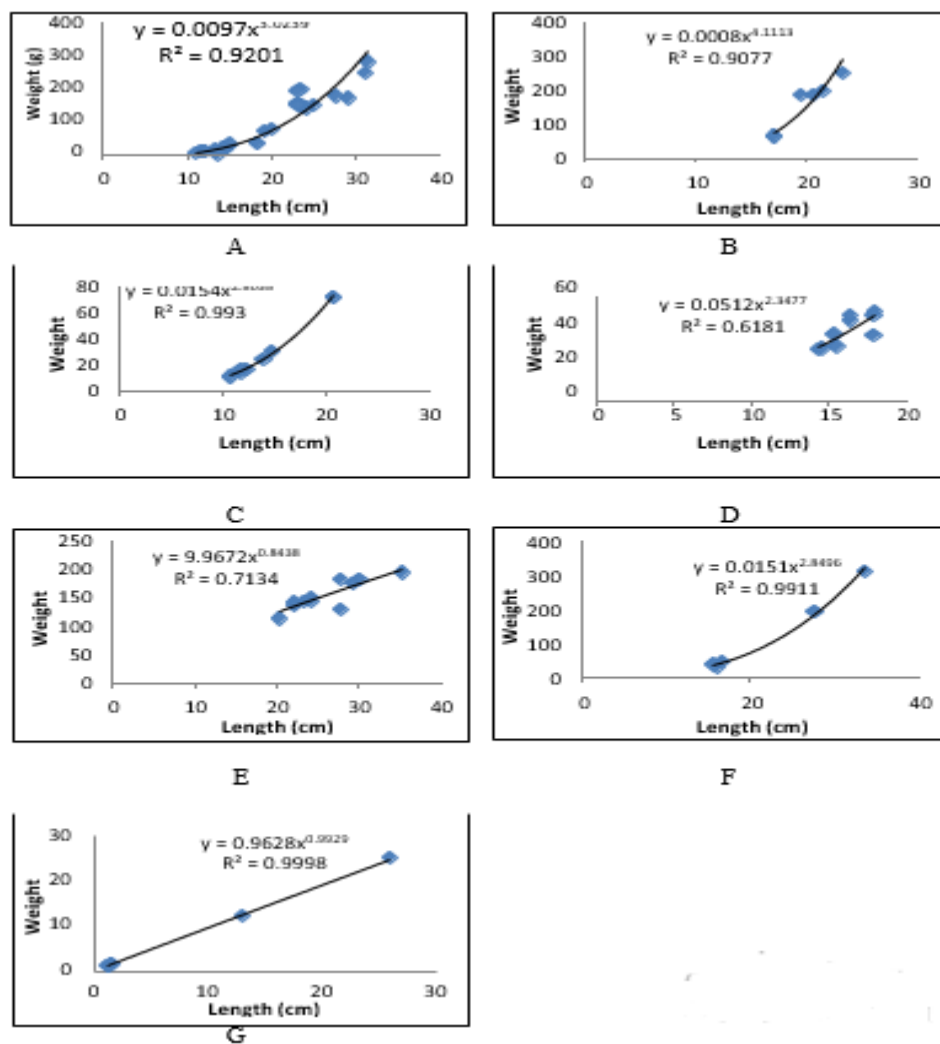 y = 0.0097x^3.0239
R² = 0.9201
Weight (g)
400
300
200
100
0
0 10 20 30 40
Length (cm)
A
y = 0.0008x^4.1113
R² = 0.9077
Weight
400
300
200
100
0
0 10 20 30
Length (cm)
B
y = 0.0154x
R² = 0.993
Weight
80
60
40
20
0
0 10 20 30
Length (cm)
C
y = 0.0512x^2.3477
R² = 0.6181
Weight
60
40
20
0
0 5 10 15 20
Length (cm)
D
y = 9.9672x^0.8438
R² = 0.7134
Weight
250
200
150
100
50
0
0 10 20 30 40
Length (cm)
E
y = 0.0151x^2.8496
R² = 0.9911
Weight
400
300
200
100
0
0 20 40
Length (cm)
F
y = 0.9628x^0.9929
R² = 0.9998
Weight
30
20
10
0
0 10 20 30
Length (cm)
G